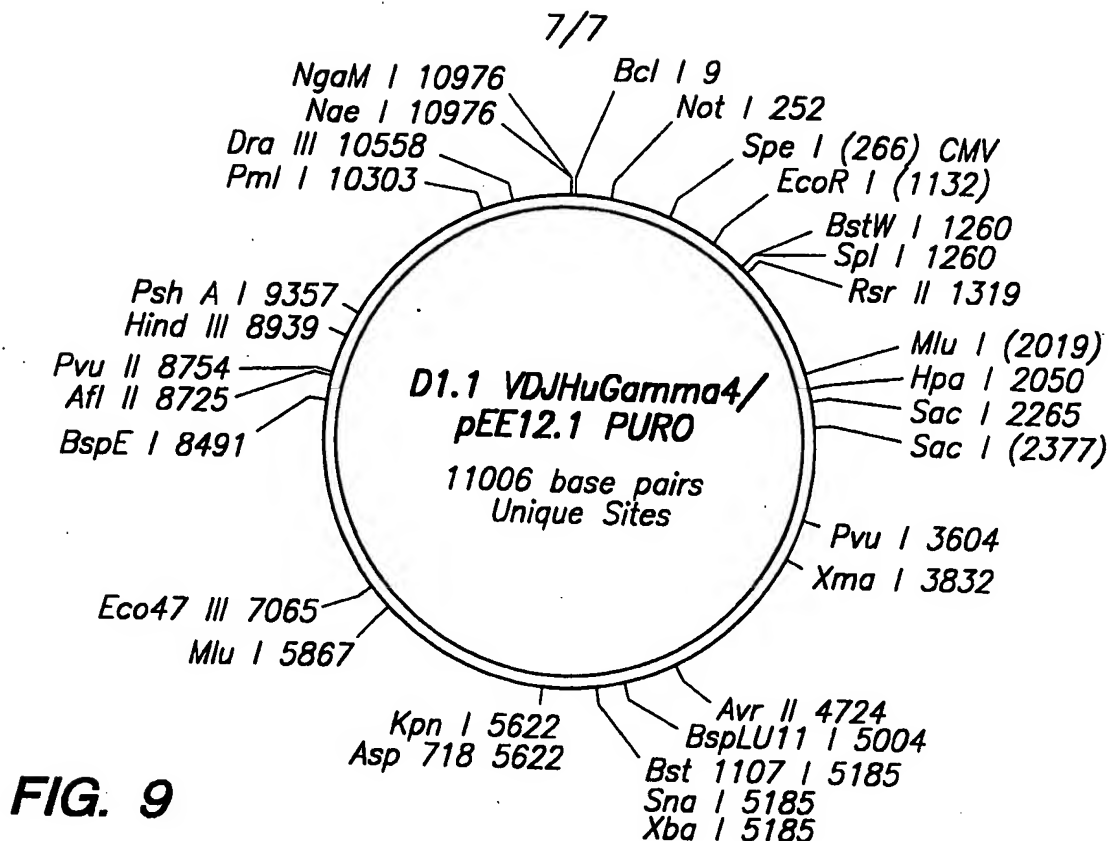 7/7
NgaM I 10976
Nae I 10976
Dra III 10558
Pml I 10303
Bcl I 9
Not I 252
Spe I (266) CMV
EcoR I (1132)
BstW I 1260
Spl I 1260
Rsr II 1319
Psh A I 9357
Hind III 8939
Pvu II 8754
Afl II 8725
BspE I 8491
Mlu I (2019)
Hpa I 2050
Sac I 2265
Sac I (2377)
D1.1 VDJHuGamma4/
pEE12.1 PURO
11006 base pairs
Unique Sites
Pvu I 3604
Xma I 3832
Eco47 III 7065
Mlu I 5867
Kpn I 5622
Asp 718 5622
Avr II 4724
BspLU11 I 5004
Bst 1107 I 5185
Sna I 5185
Xba I 5185
FIG. 9